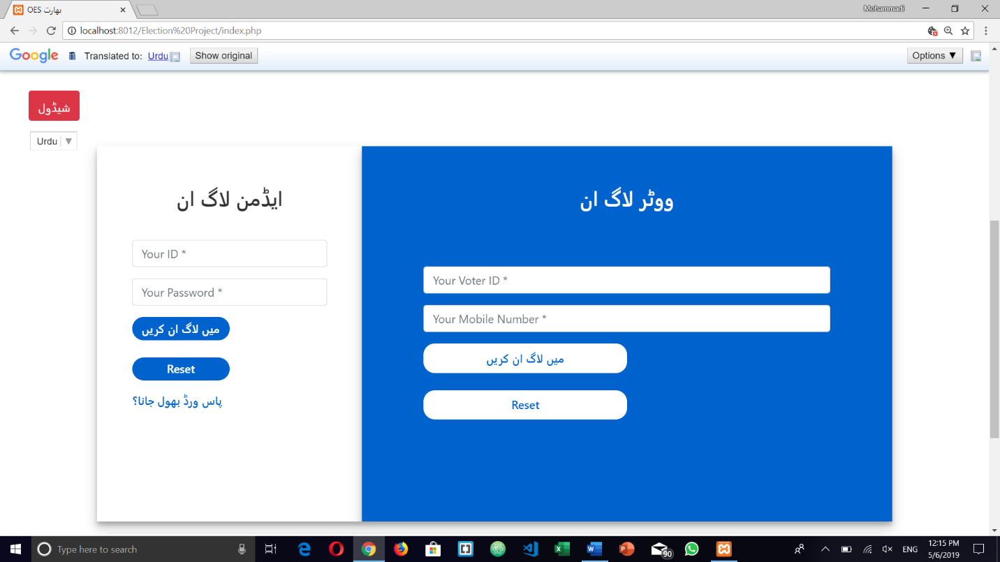 بھارت OES
Mohammadi
localhost:8012/Election%20Project/index.php
Google Translated to: Urdu Show original Options ▼
شیڈول
Urdu ▼
ایڈمن لاگ ان
Your ID *
Your Password *
میں لاگ ان کریں
Reset
پاس ورڈ بھول جانا؟
ووٹر لاگ ان
Your Voter ID *
Your Mobile Number *
میں لاگ ان کریں
Reset
Type here to search
90
ENG
12:15 PM
5/6/2019